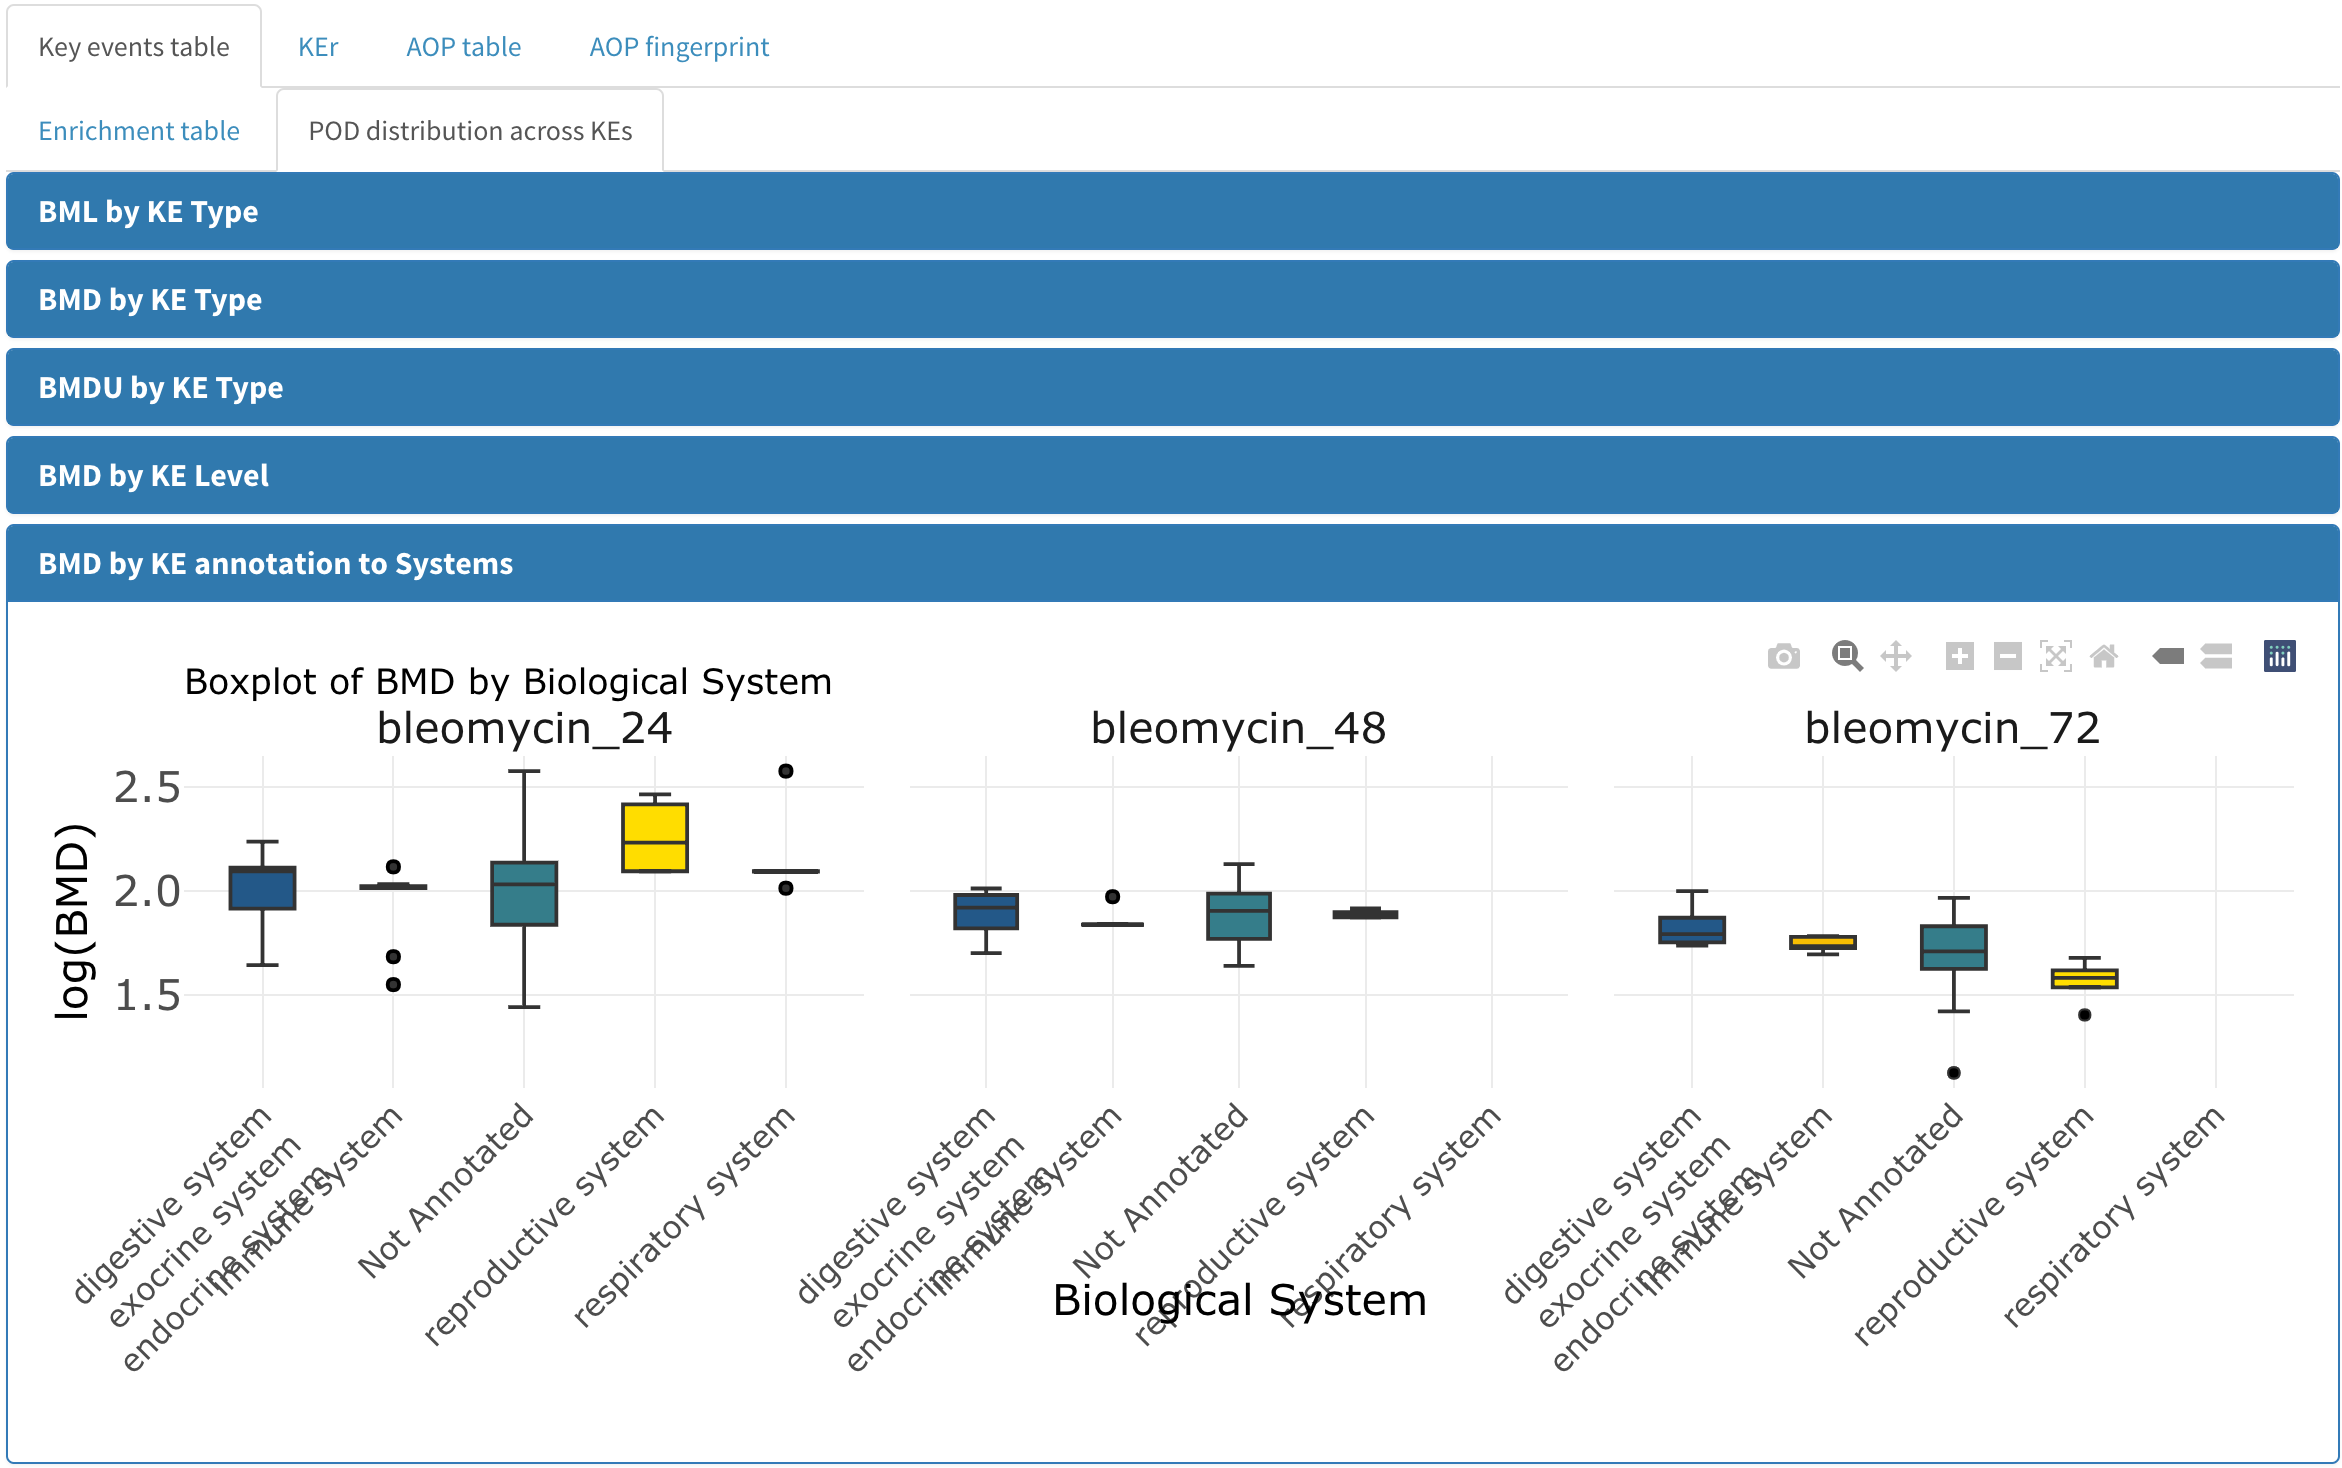 Key events table
KEr
AOP table
AOP fingerprint
Enrichment table
POD distribution across KEs
BML by KE Type
BMD by KE Type
BMDU by KE Type
BMD by KE Level
BMD by KE annotation to Systems
Boxplot of BMD by Biological System
bleomycin_24
bleomycin_48
bleomycin_72
log(BMD)
2.5
2.0
1.5
digestive system
exocrine system
endocrine system
immune system
Not Annotated
reproductive system
respiratory system
digestive system
exocrine system
endocrine system
immune system
Not Annotated
reproductive system
respiratory system
digestive system
exocrine system
endocrine system
immune system
Not Annotated
reproductive system
respiratory system
Biological System